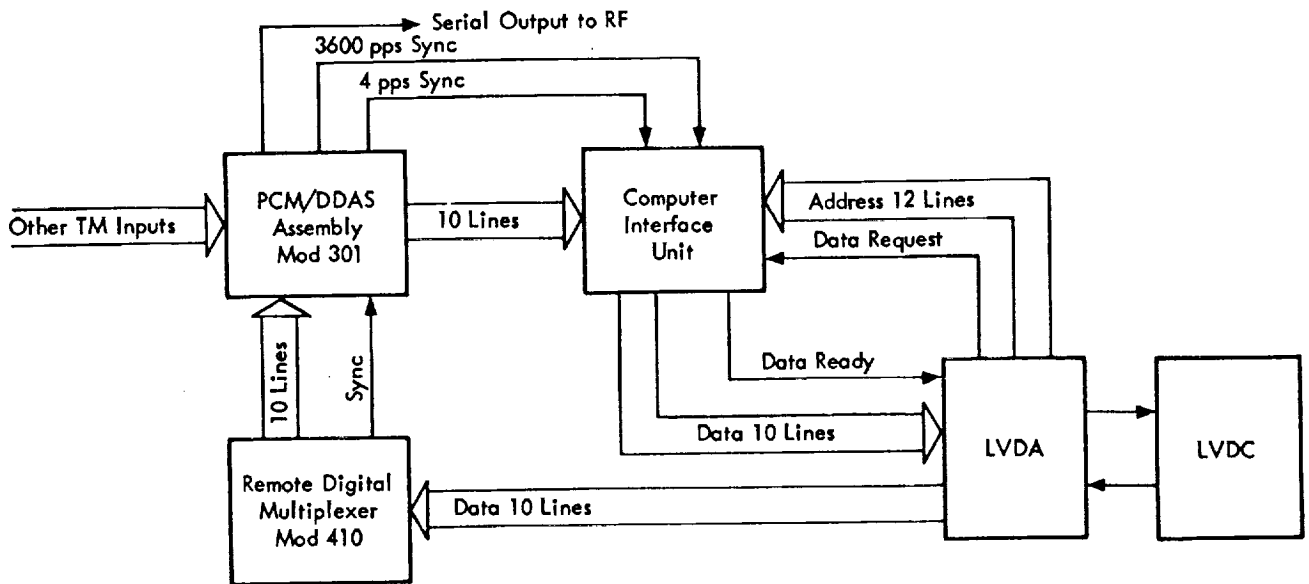 Serial Output to RF
3600 pps Sync
4 pps Sync
Other TM Inputs
PCM/DDAS
Assembly
Mod 301
10 Lines
Computer
Interface
Unit
Address 12 Lines
Data Request
10 Lines
Sync
Data Ready
Data 10 Lines
LVDA
LVDC
Remote Digital
Multiplexer
Mod 410
Data 10 Lines